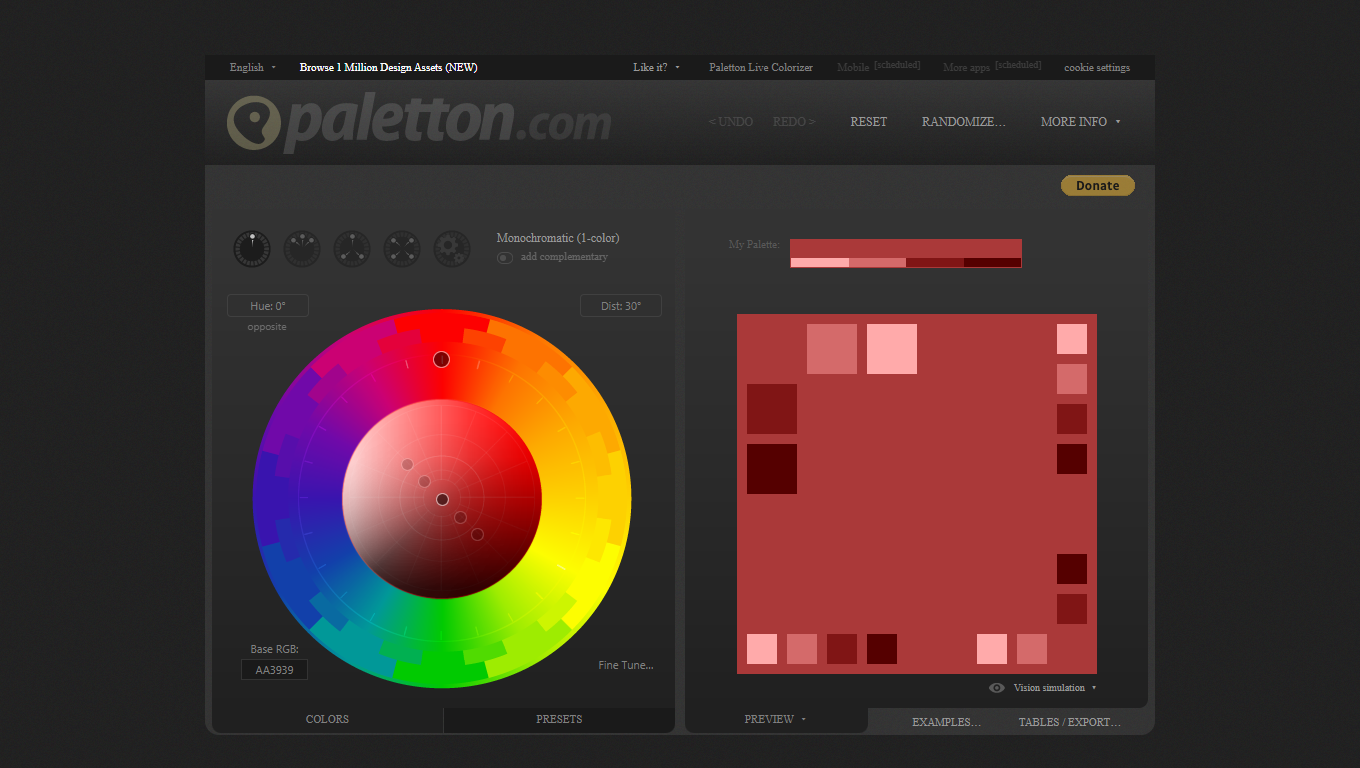 English
Browse 1 Million Design Assets (NEW)
Like it?
Paletton Live Colorizer
Mobile [scheduled]
More apps [scheduled]
cookie settings
paletton.com
< UNDO
REDO >
RESET
RANDOMIZE...
MORE INFO
Donate
Monochromatic (1-color)
add complementary
My Palette:
Hue: 0°
opposite
Dist: 30°
Base RGB:
AA3939
Fine Tune...
Vision simulation
COLORS
PRESETS
PREVIEW
EXAMPLES...
TABLES / EXPORT...